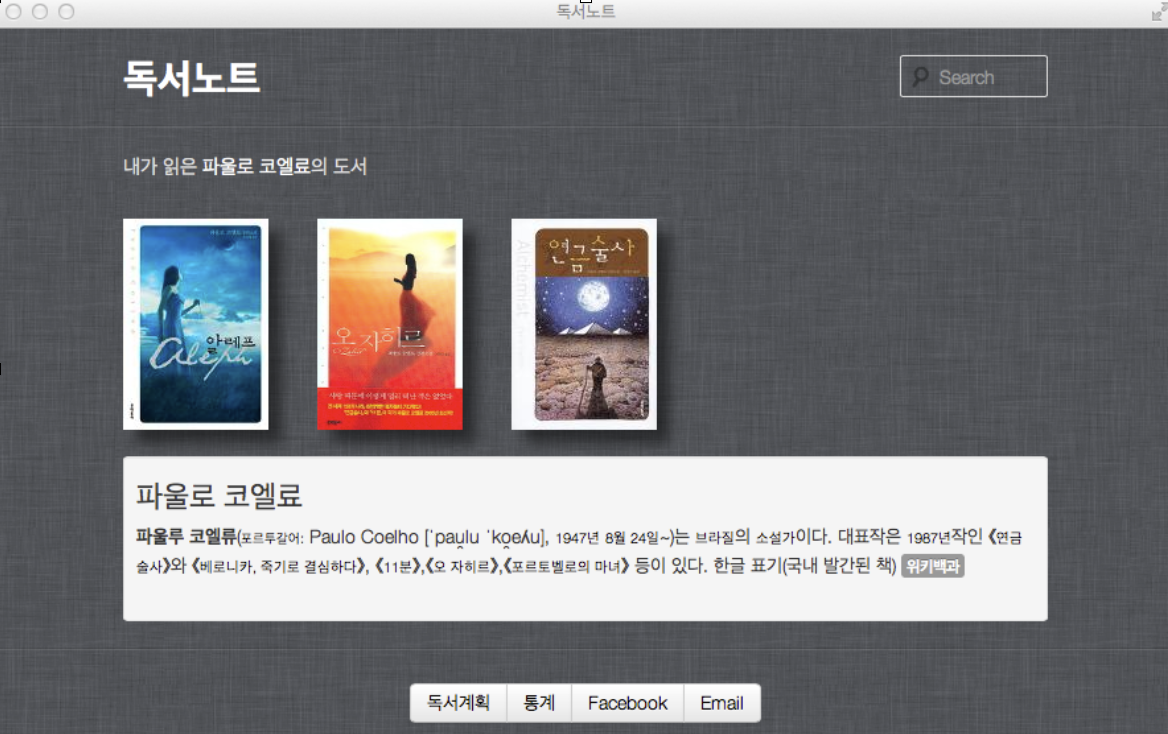 독서노트
독서노트
Search
내가 읽은 파울로 코엘료의 도서
알레프
Aleph
오 자히르
연금술사
Alchemist
파울로 코엘료
파울루 코엘류(포르투갈어: Paulo Coelho [ˈpau̯lu ˈko̯eʎu], 1947년 8월 24일~)는 브라질의 소설가이다. 대표작은 1987년작인 《연금
술사》와 《베로니카, 죽기로 결심하다》, 《11분》,《오 자히르》,《포르토벨로의 마녀》 등이 있다. 한글 표기(국내 발간된 책) 위키백과
독서계획
통계
Facebook
Email